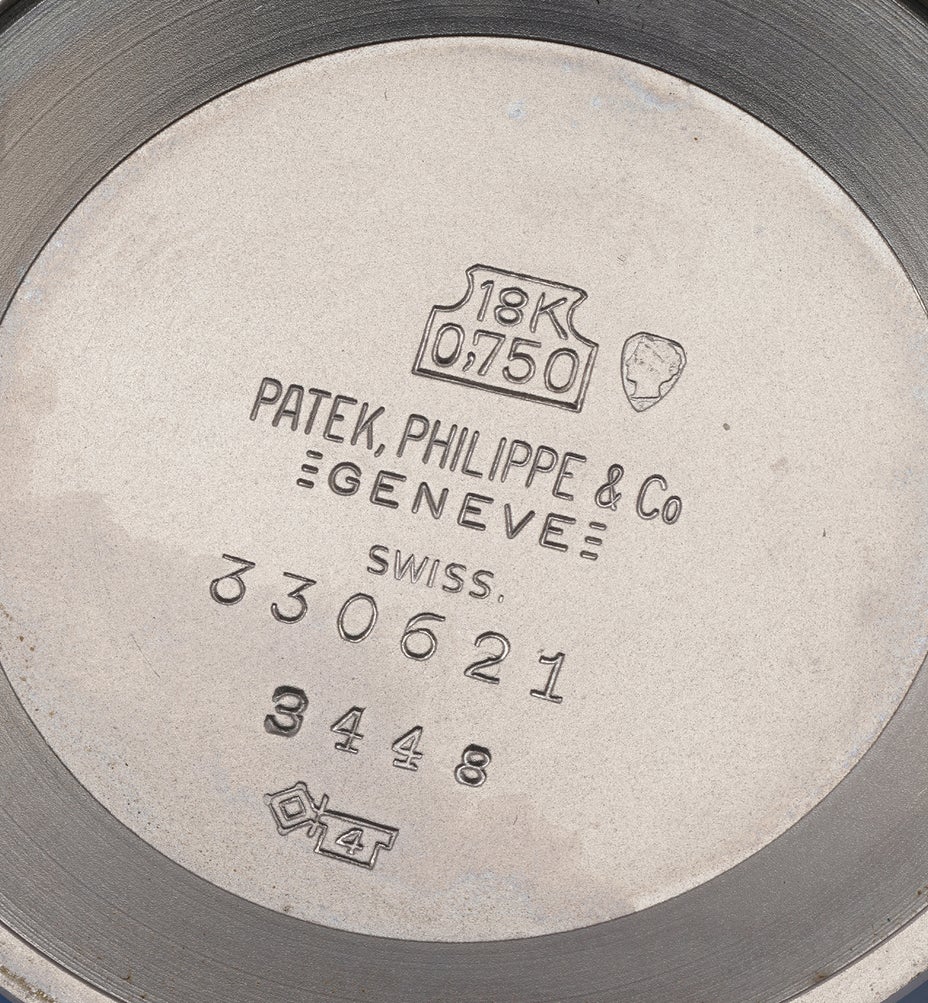 18K
0,750
PATEK, PHILIPPE & Co
GENEVE
SWISS.
330621
3448
4